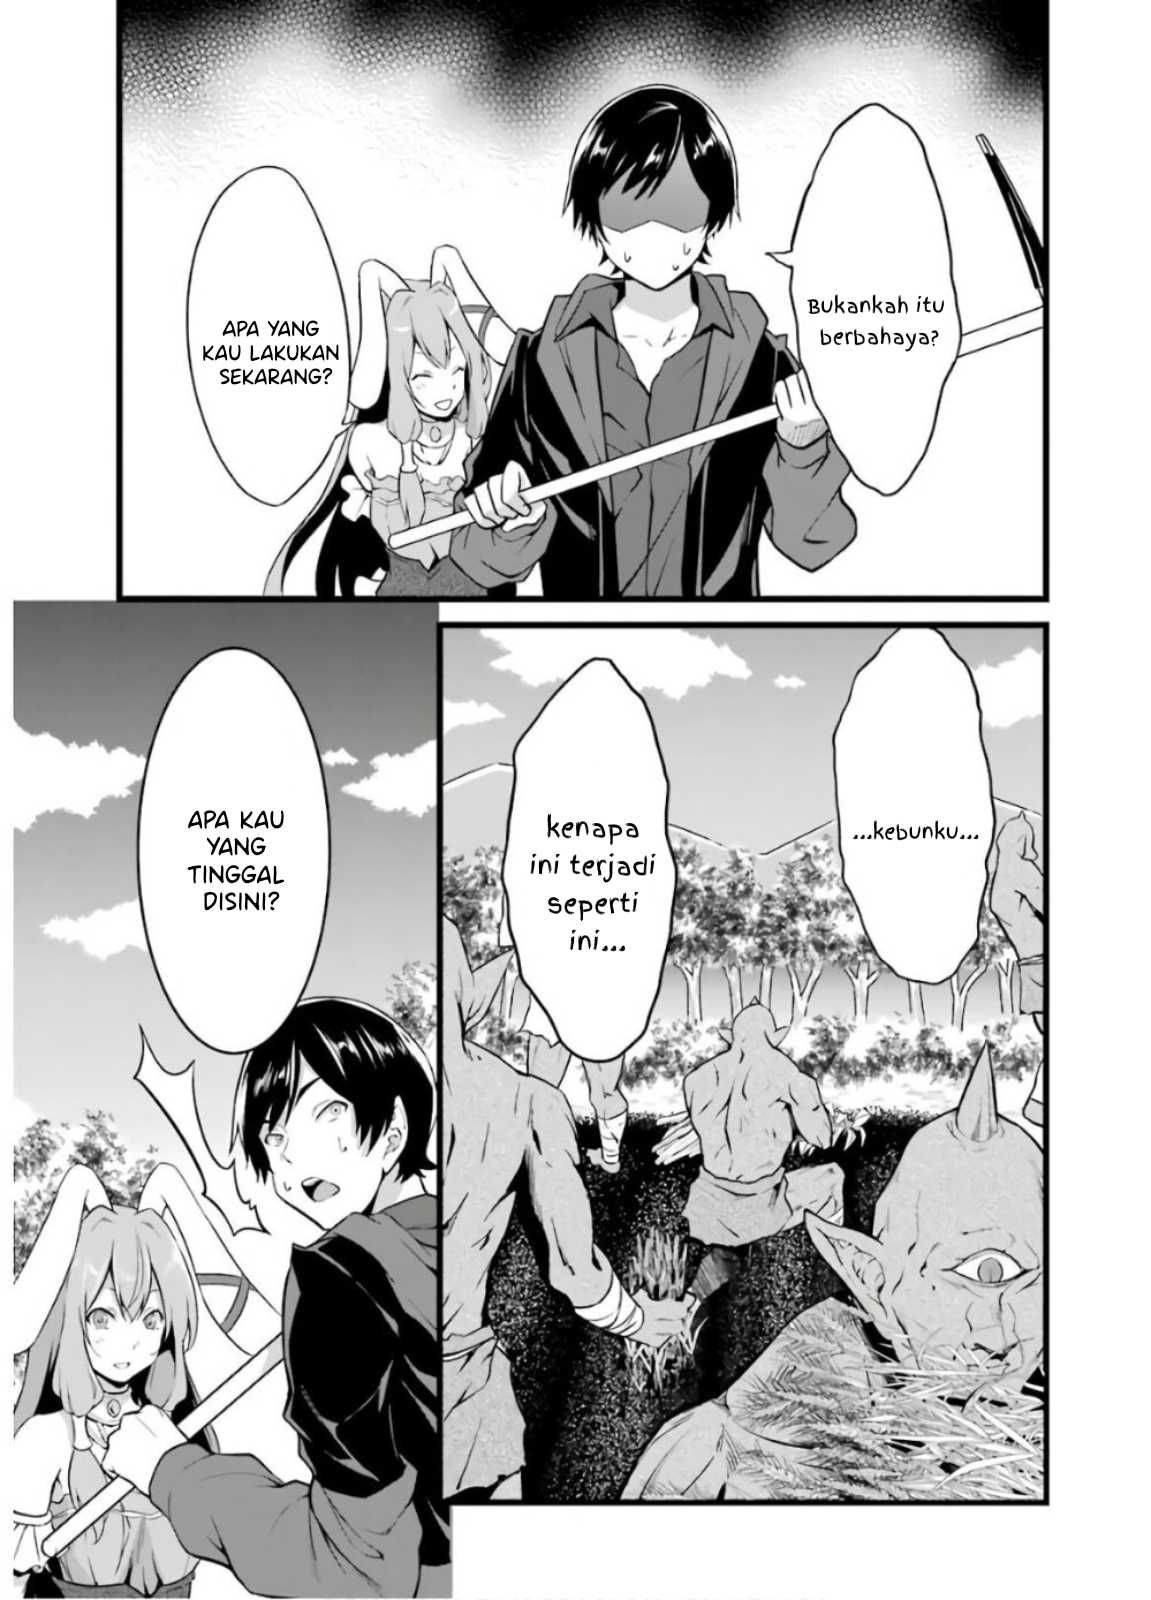 Bukankah itu
berbahaya?
APA YANG
KAU LAKUKAN
SEKARANG?
...kebunku...
kenapa
ini terjadi
seperti
ini...
APA KAU
YANG
TINGGAL
DISINI?